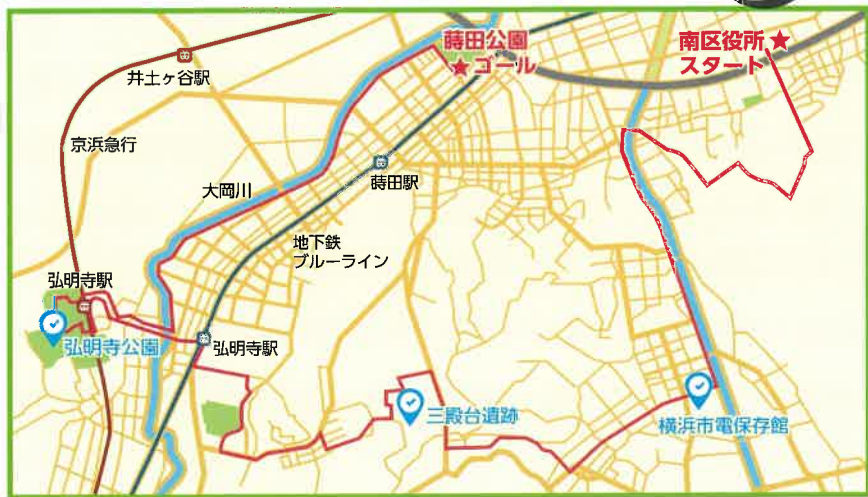 蒔田公園
★ゴール
南区役所★
スタート
井土ヶ谷駅
京浜急行
大岡川
蒔田駅
地下鉄
ブルーライン
弘明寺駅
弘明寺公園
弘明寺駅
三殿台遺跡
横浜市電保存館